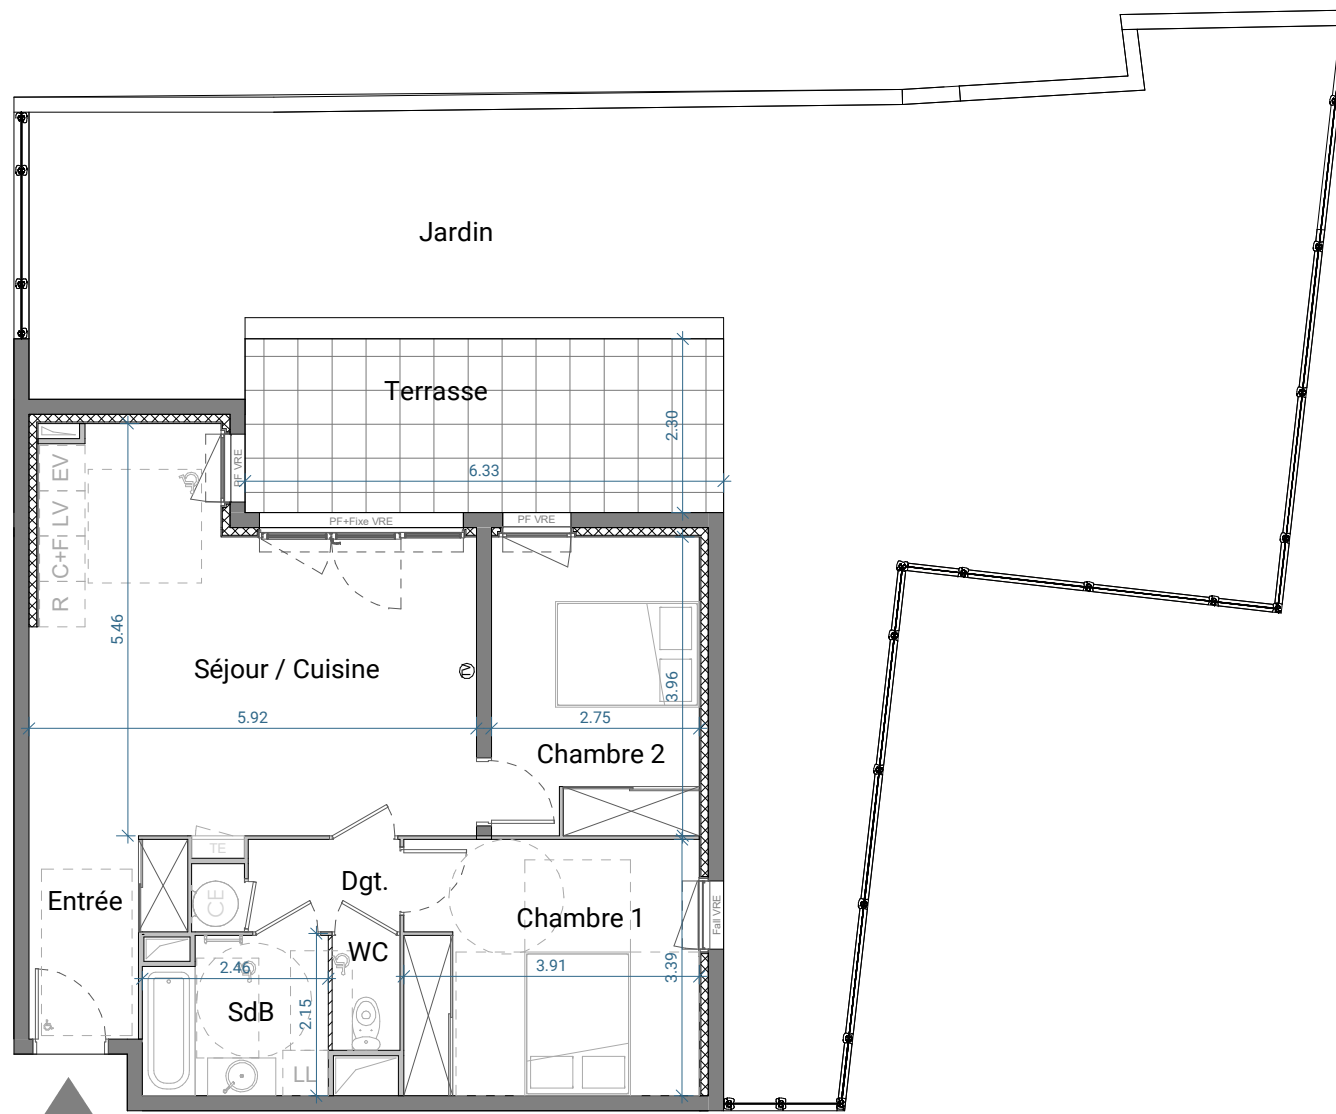 Jardin
Terrasse
2.30
6.33
PF VRE
PF+Fixe VRE
PF VRE
EV
LV
C+F
R
5.46
Séjour / Cuisine
TV
3.96
5.92
2.75
Chambre 2
TE
CE
Dgt.
Entrée
Chambre 1
Fall VRE
WC
2.46
3.91
3.39
SdB
2.15
LL